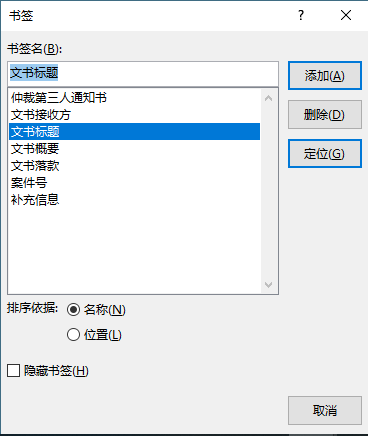 书签
书签名(B):
文书标题
添加(A)
仲裁第三人通知书
文书接收方
文书标题
文书概要
文书落款
案件号
补充信息
删除(D)
定位(G)
排序依据:
名称(N)
位置(L)
隐藏书签(H)
取消